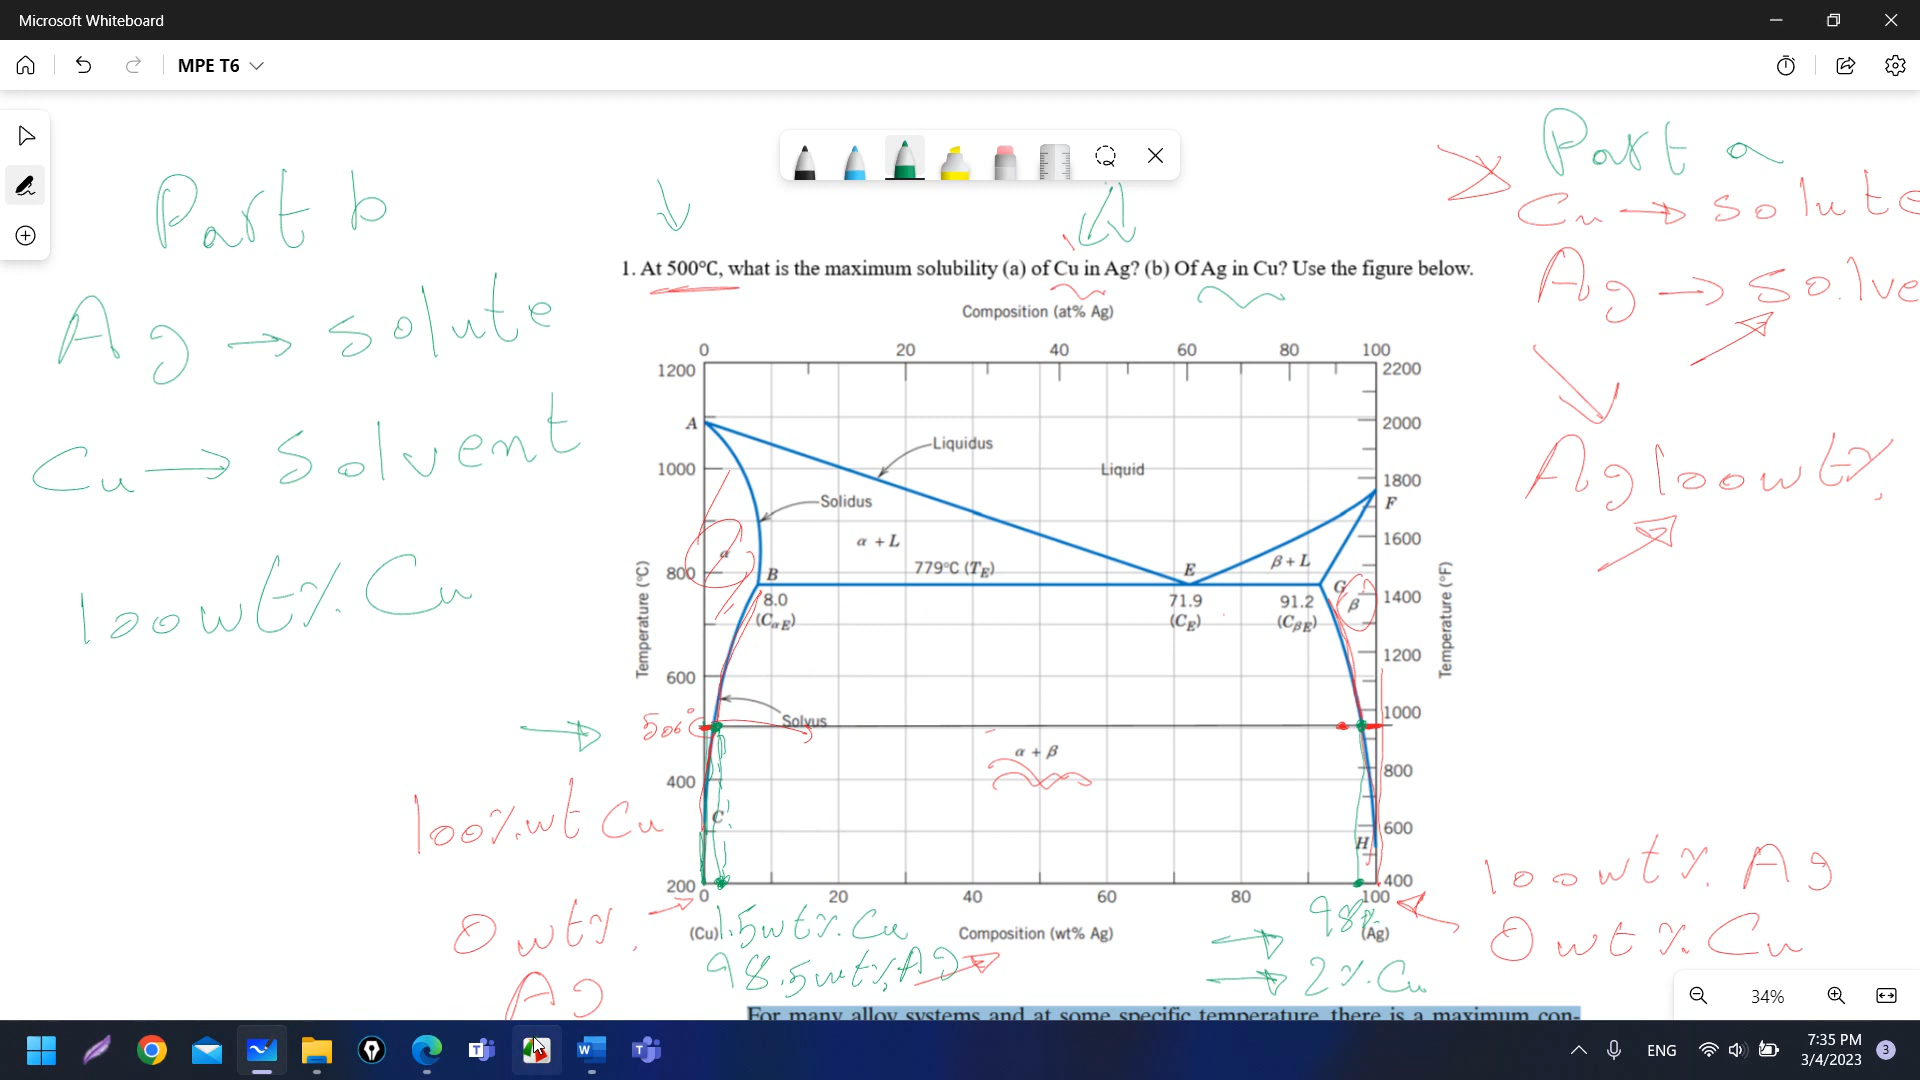 Microsoft Whiteboard
MPE T6
Part b
Ag → solute
Cu → solvent
100wt% Cu
Part a
Cu → solute
Ag → solve
Ag 100wt%
1. At 500°C, what is the maximum solubility (a) of Cu in Ag? (b) Of Ag in Cu? Use the figure below.
Composition (at% Ag)
0 20 40 60 80 100
1200 2200
A 2000
Liquidus
1000 Liquid 1800
Solidus F
α α + L 1600
779°C (TE) E β + L
800 B G
8.0 71.9 91.2 β 1400
(CαE) (CE) (CβE)
Temperature (°C)
Temperature (°F)
600 1200
Solvus 1000
500°C
α + β
400 800
C 600
H
200 400
0 20 40 60 80 100
(Cu) Composition (wt% Ag) (Ag)
100%wt Cu
0 wt%
Ag
1.5wt% Cu
98.5wt% Ag
98%
2% Cu
100wt% Ag
0 wt% Cu
For many alloy systems and at some specific temperature, there is a maximum con-
34%
ENG
7:35 PM
3/4/2023
3